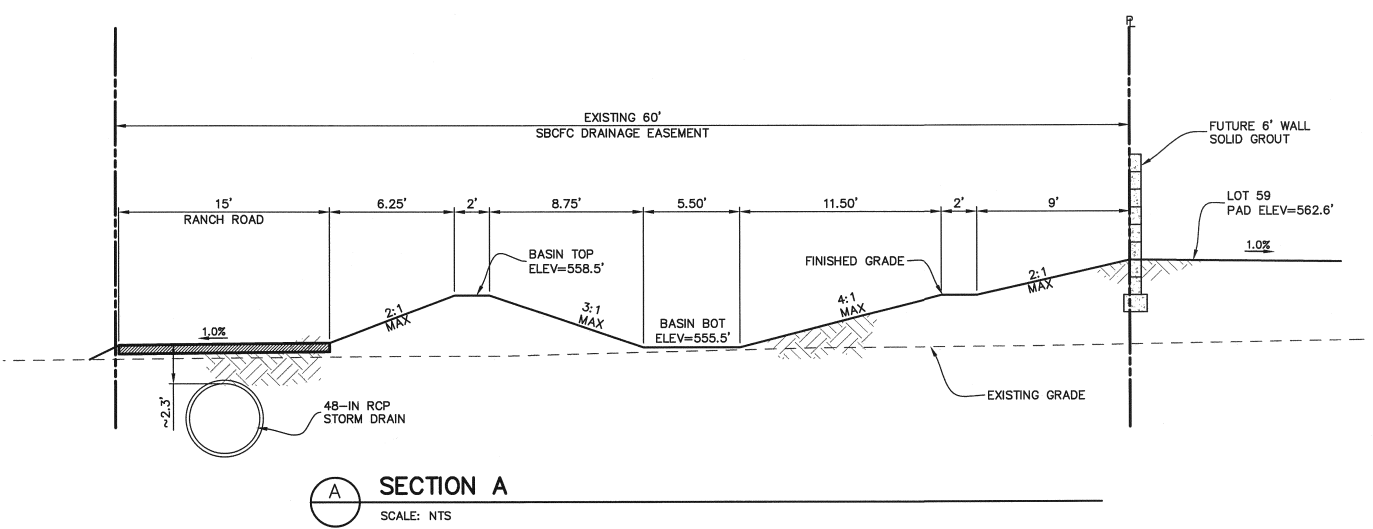 PL
EXISTING 60'
SBCFC DRAINAGE EASEMENT
FUTURE 6' WALL
SOLID GROUT
15'
RANCH ROAD
6.25'
2'
8.75'
5.50'
11.50'
2'
9'
LOT 59
PAD ELEV=562.6'
1.0%
BASIN TOP
ELEV=558.5'
FINISHED GRADE
2:1
MAX
3:1
MAX
BASIN BOT
ELEV=555.5'
4:1
MAX
2:1
MAX
1.0%
EXISTING GRADE
~2.3'
48-IN RCP
STORM DRAIN
A
SECTION A
SCALE: NTS